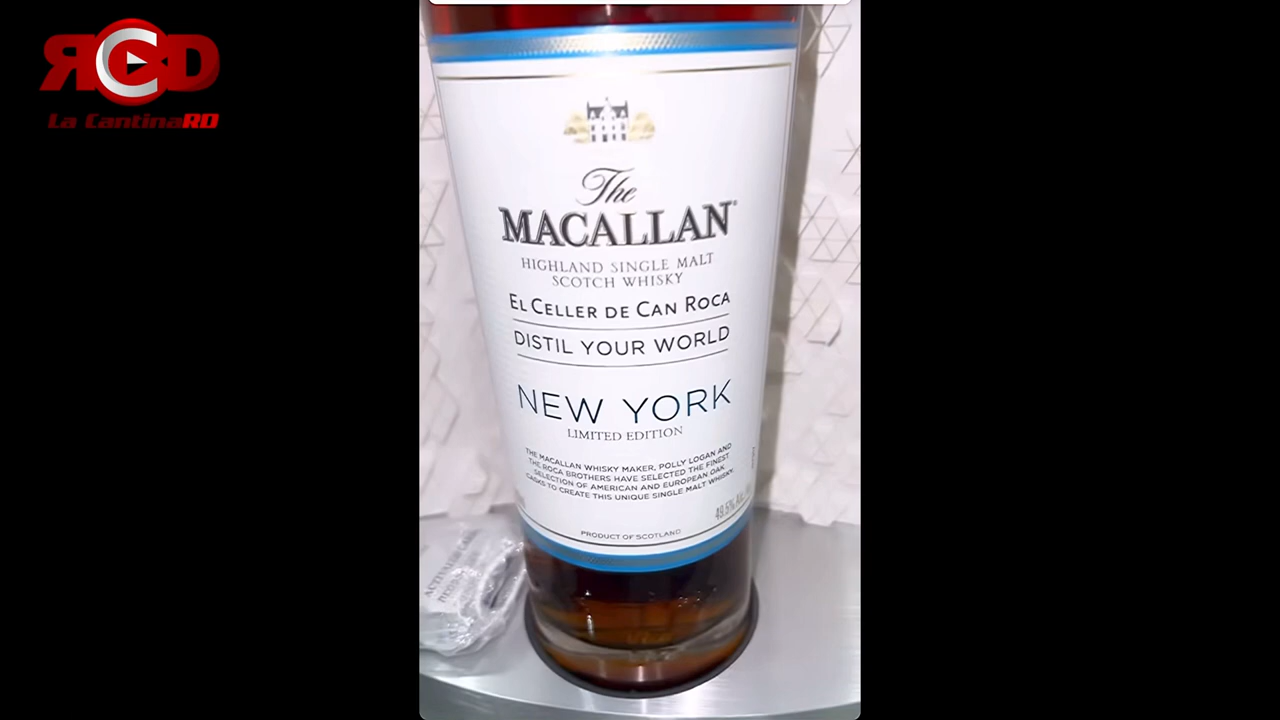 RCD
La CantinaRD
The
MACALLAN
HIGHLAND SINGLE MALT
SCOTCH WHISKY
EL CELLER DE CAN ROCA
DISTIL YOUR WORLD
NEW YORK
LIMITED EDITION
THE MACALLAN WHISKY MAKER, POLLY LOGAN AND
THE ROCA BROTHERS HAVE SELECTED THE FINEST
SELECTION OF AMERICAN AND EUROPEAN OAK
CASKS TO CREATE THIS UNIQUE SINGLE MALT WHISKY.
49.5%
PRODUCT OF SCOTLAND